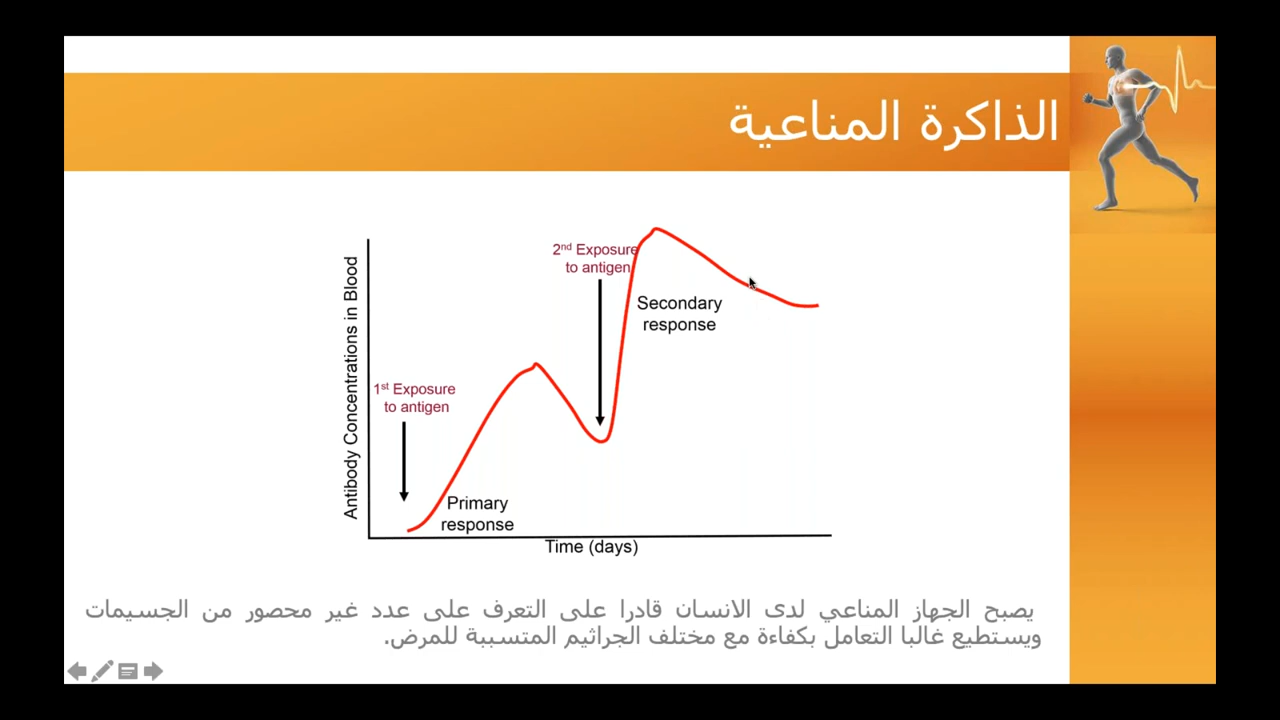 الذاكرة المناعية
2nd Exposure
to antigen
Secondary
response
1st Exposure
to antigen
Primary
response
Antibody Concentrations in Blood
Time (days)
يصبح الجهاز المناعي لدى الانسان قادرا على التعرف على عدد غير محصور من الجسيمات
ويستطيع غالبا التعامل بكفاءة مع مختلف الجراثيم المتسببة للمرض.